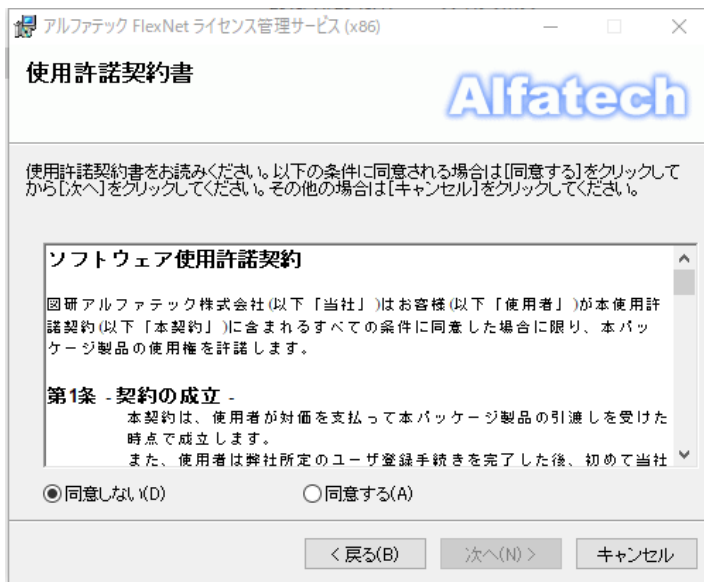 アルファテック FlexNet ライセンス管理サービス (x86)
使用許諾契約書
Alfatech
使用許諾契約書をお読みください。以下の条件に同意される場合は[同意する]をクリックして
から[次へ]をクリックしてください。その他の場合は[キャンセル]をクリックしてください。
ソフトウェア使用許諾契約
図研アルファテック株式会社(以下「当社」)はお客様(以下「使用者」)が本使用許
諾契約(以下「本契約」)に含まれるすべての条件に同意した場合に限り、本パッ
ケージ製品の使用権を許諾します。
第1条 - 契約の成立 -
本契約は、使用者が対価を支払って本パッケージ製品の引渡しを受けた
時点で成立します。
また、使用者は弊社所定のユーザ登録手続きを完了した後、初めて当社
同意しない(D)
同意する(A)
< 戻る(B)
次へ(N) >
キャンセル